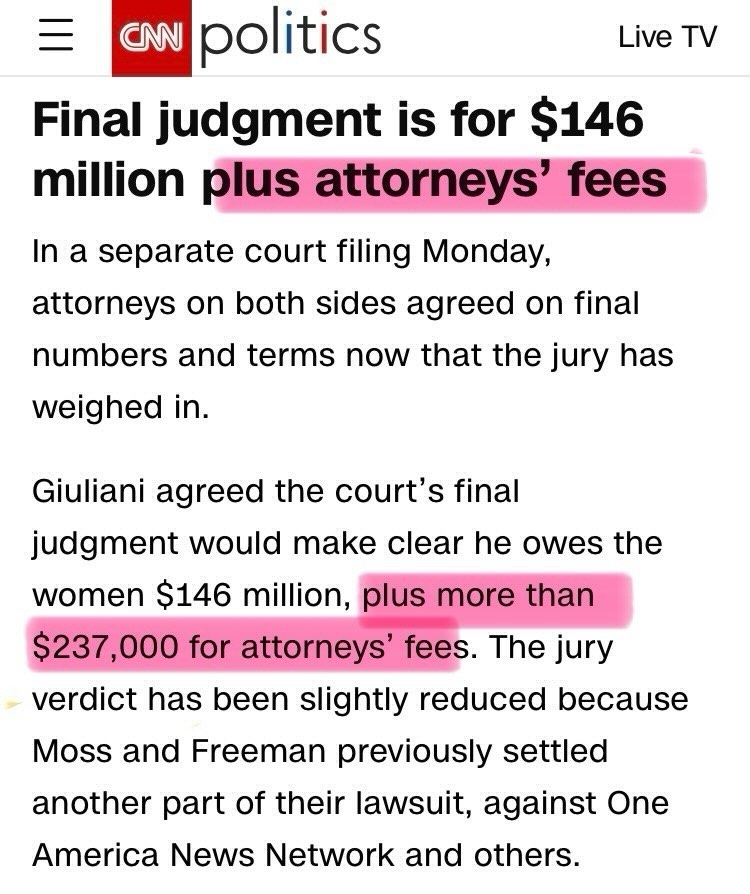 CNN politics
Live TV
Final judgment is for $146
million plus attorneys’ fees
In a separate court filing Monday,
attorneys on both sides agreed on final
numbers and terms now that the jury has
weighed in.
Giuliani agreed the court’s final
judgment would make clear he owes the
women $146 million, plus more than
$237,000 for attorneys’ fees. The jury
verdict has been slightly reduced because
Moss and Freeman previously settled
another part of their lawsuit, against One
America News Network and others.